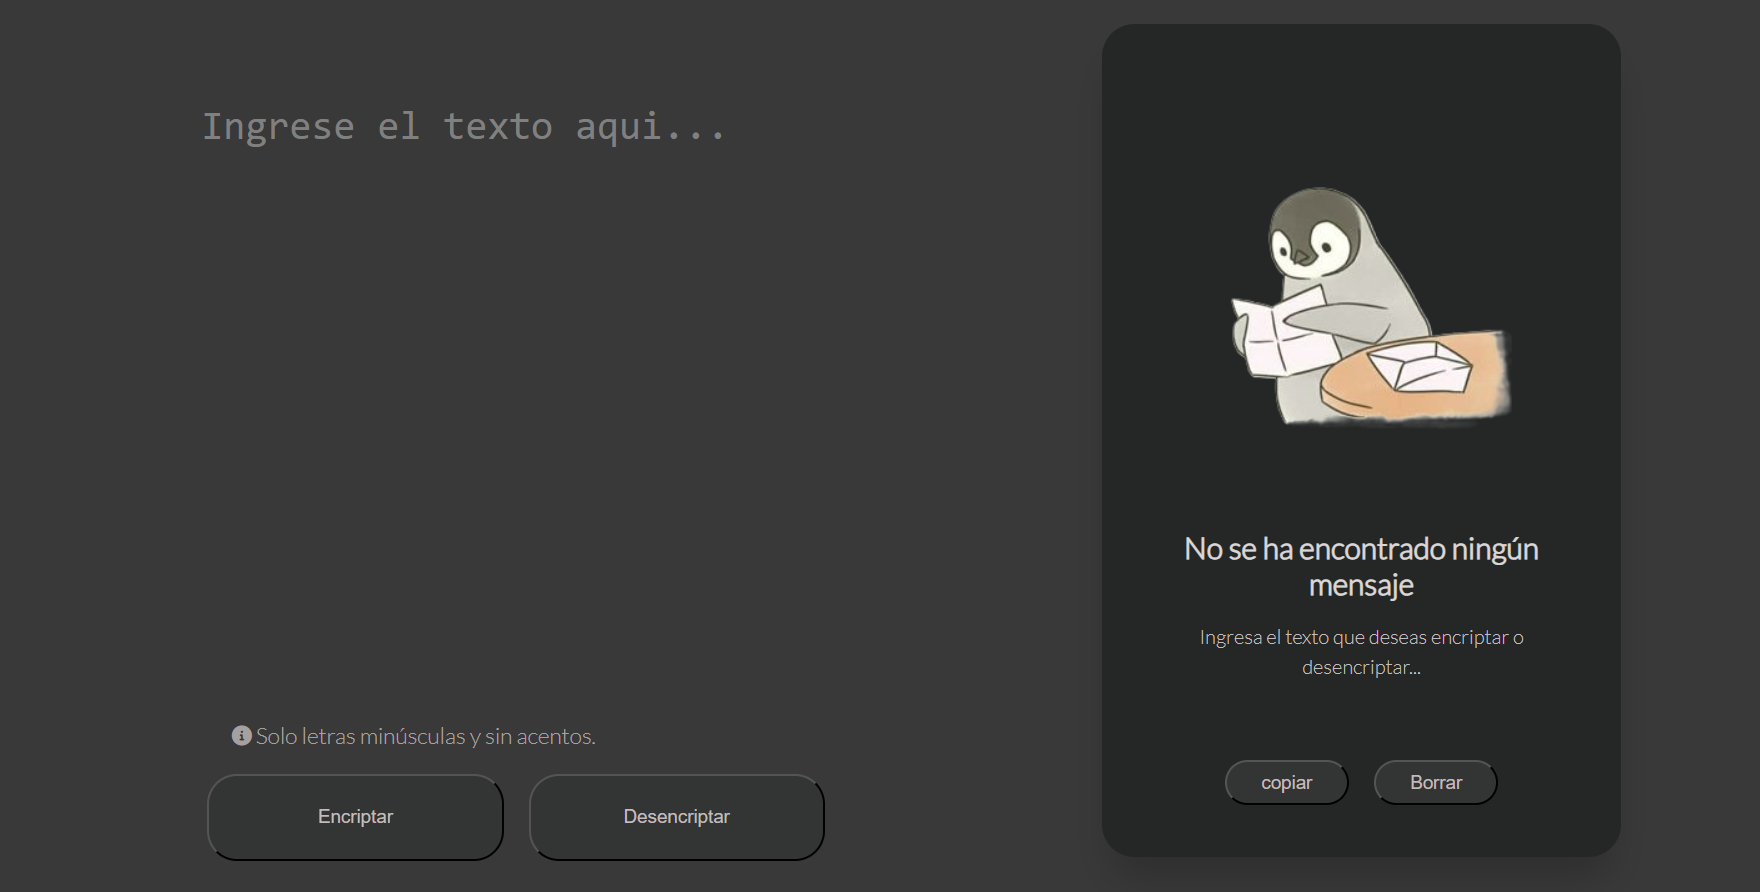 Ingrese el texto aqui...
Solo letras minúsculas y sin acentos.
Encriptar
Desencriptar
No se ha encontrado ningún
mensaje
Ingresa el texto que deseas encriptar o
desencriptar...
copiar
Borrar